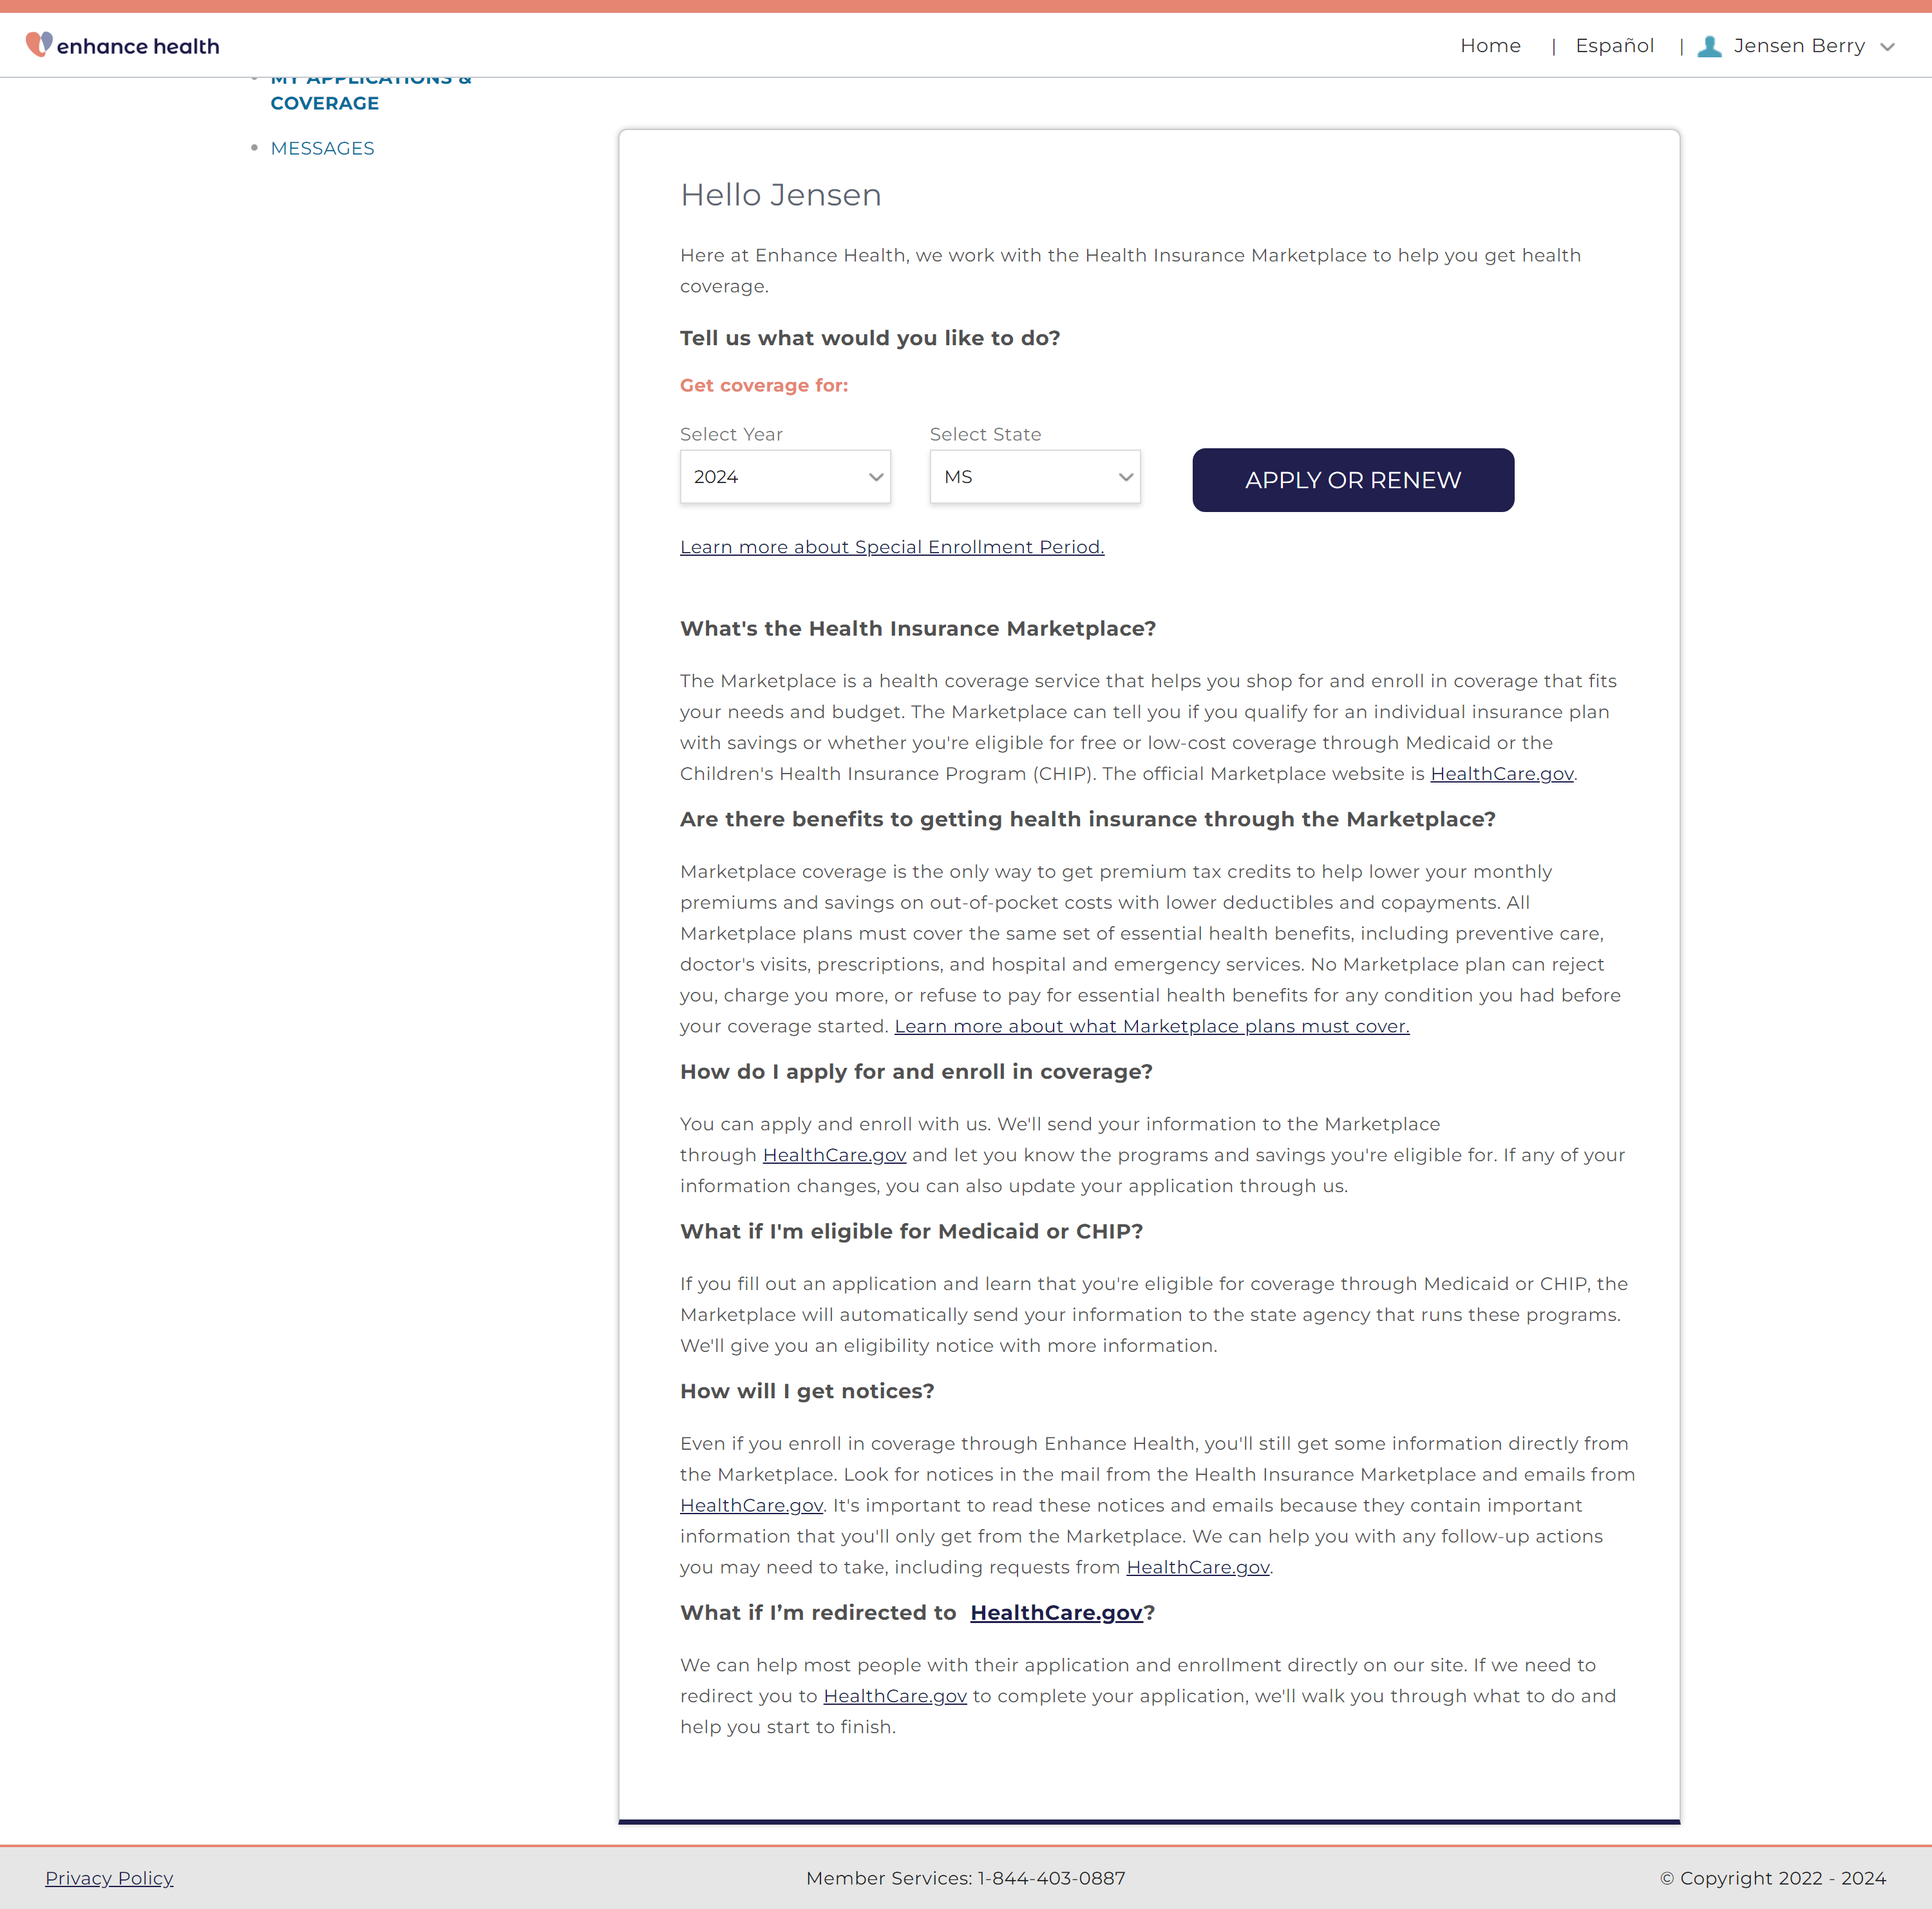 enhance health
Home | Español | Jensen Berry
MY APPLICATIONS &
COVERAGE
MESSAGES
Hello Jensen
Here at Enhance Health, we work with the Health Insurance Marketplace to help you get health
coverage.
Tell us what would you like to do?
Get coverage for:
Select Year Select State
2024 MS APPLY OR RENEW
Learn more about Special Enrollment Period.
What's the Health Insurance Marketplace?
The Marketplace is a health coverage service that helps you shop for and enroll in coverage that fits
your needs and budget. The Marketplace can tell you if you qualify for an individual insurance plan
with savings or whether you're eligible for free or low-cost coverage through Medicaid or the
Children's Health Insurance Program (CHIP). The official Marketplace website is HealthCare.gov.
Are there benefits to getting health insurance through the Marketplace?
Marketplace coverage is the only way to get premium tax credits to help lower your monthly
premiums and savings on out-of-pocket costs with lower deductibles and copayments. All
Marketplace plans must cover the same set of essential health benefits, including preventive care,
doctor's visits, prescriptions, and hospital and emergency services. No Marketplace plan can reject
you, charge you more, or refuse to pay for essential health benefits for any condition you had before
your coverage started. Learn more about what Marketplace plans must cover.
How do I apply for and enroll in coverage?
You can apply and enroll with us. We'll send your information to the Marketplace
through HealthCare.gov and let you know the programs and savings you're eligible for. If any of your
information changes, you can also update your application through us.
What if I'm eligible for Medicaid or CHIP?
If you fill out an application and learn that you're eligible for coverage through Medicaid or CHIP, the
Marketplace will automatically send your information to the state agency that runs these programs.
We'll give you an eligibility notice with more information.
How will I get notices?
Even if you enroll in coverage through Enhance Health, you'll still get some information directly from
the Marketplace. Look for notices in the mail from the Health Insurance Marketplace and emails from
HealthCare.gov. It's important to read these notices and emails because they contain important
information that you'll only get from the Marketplace. We can help you with any follow-up actions
you may need to take, including requests from HealthCare.gov.
What if I’m redirected to HealthCare.gov?
We can help most people with their application and enrollment directly on our site. If we need to
redirect you to HealthCare.gov to complete your application, we'll walk you through what to do and
help you start to finish.
Privacy Policy Member Services: 1-844-403-0887 © Copyright 2022 - 2024